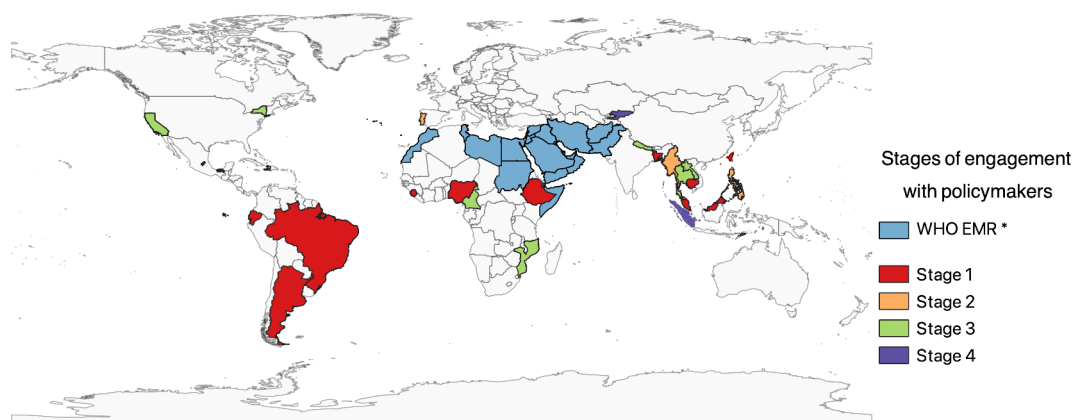 Stages of engagement
with policymakers
WHO EMR *
Stage 1
Stage 2
Stage 3
Stage 4